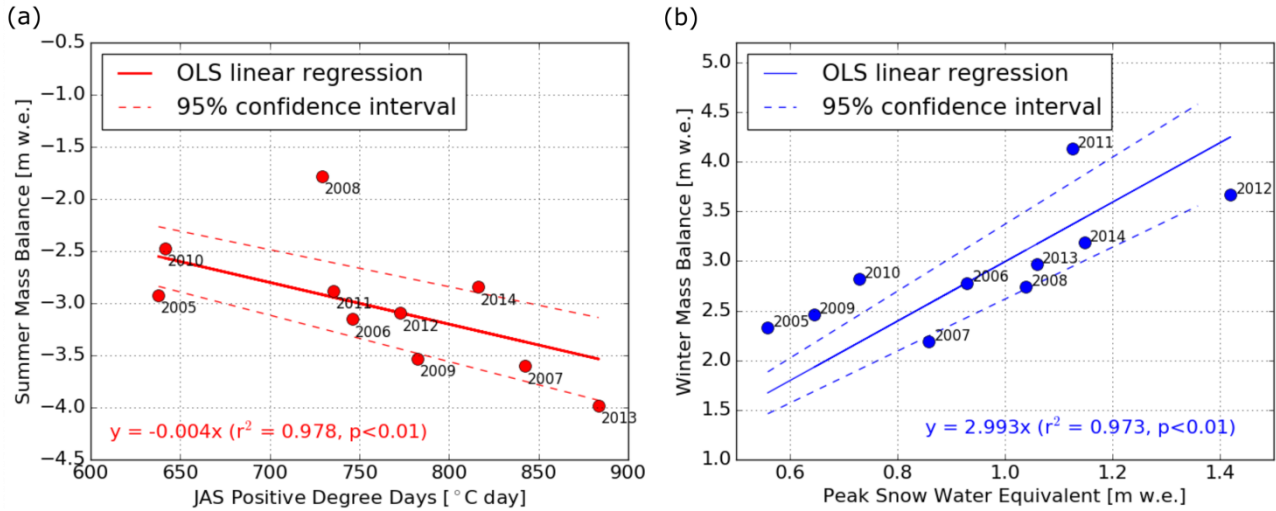 (a)
−0.5
−1.0
−1.5
−2.0
−2.5
−3.0
−3.5
−4.0
−4.5
Summer Mass Balance [m w.e.]
OLS linear regression
95% confidence interval
2008
2010
2005
2011
2014
2006
2012
2009
2007
2013
y = -0.004x (r² = 0.978, p<0.01)
600 650 700 750 800 850 900
JAS Positive Degree Days [°C day]
(b)
5.0
4.5
4.0
3.5
3.0
2.5
2.0
1.5
1.0
Winter Mass Balance [m w.e.]
OLS linear regression
95% confidence interval
2011
2012
2014
2013
2010
2006
2008
2009
2005
2007
y = 2.993x (r² = 0.973, p<0.01)
0.6 0.8 1.0 1.2 1.4
Peak Snow Water Equivalent [m w.e.]